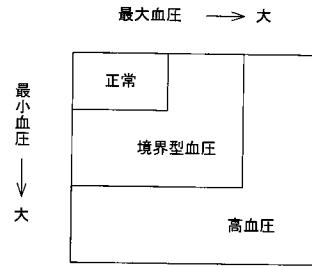 最大血圧 → 大
正常
最小血圧 → 大
境界型血圧
高血圧